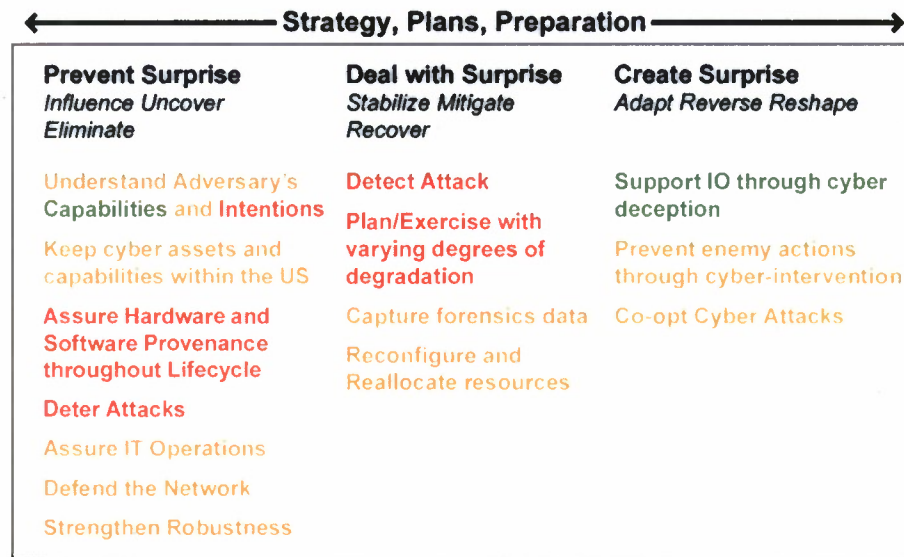 Strategy, Plans, Preparation
Prevent Surprise
Influence Uncover
Eliminate
Understand Adversary's
Capabilities and Intentions
Keep cyber assets and
capabilities within the US
Assure Hardware and
Software Provenance
throughout Lifecycle
Deter Attacks
Assure IT Operations
Defend the Network
Strengthen Robustness
Deal with Surprise
Stabilize Mitigate
Recover
Detect Attack
Plan/Exercise with
varying degrees of
degradation
Capture forensics data
Reconfigure and
Reallocate resources
Create Surprise
Adapt Reverse Reshape
Support IO through cyber
deception
Prevent enemy actions
through cyber-intervention
Co-opt Cyber Attacks